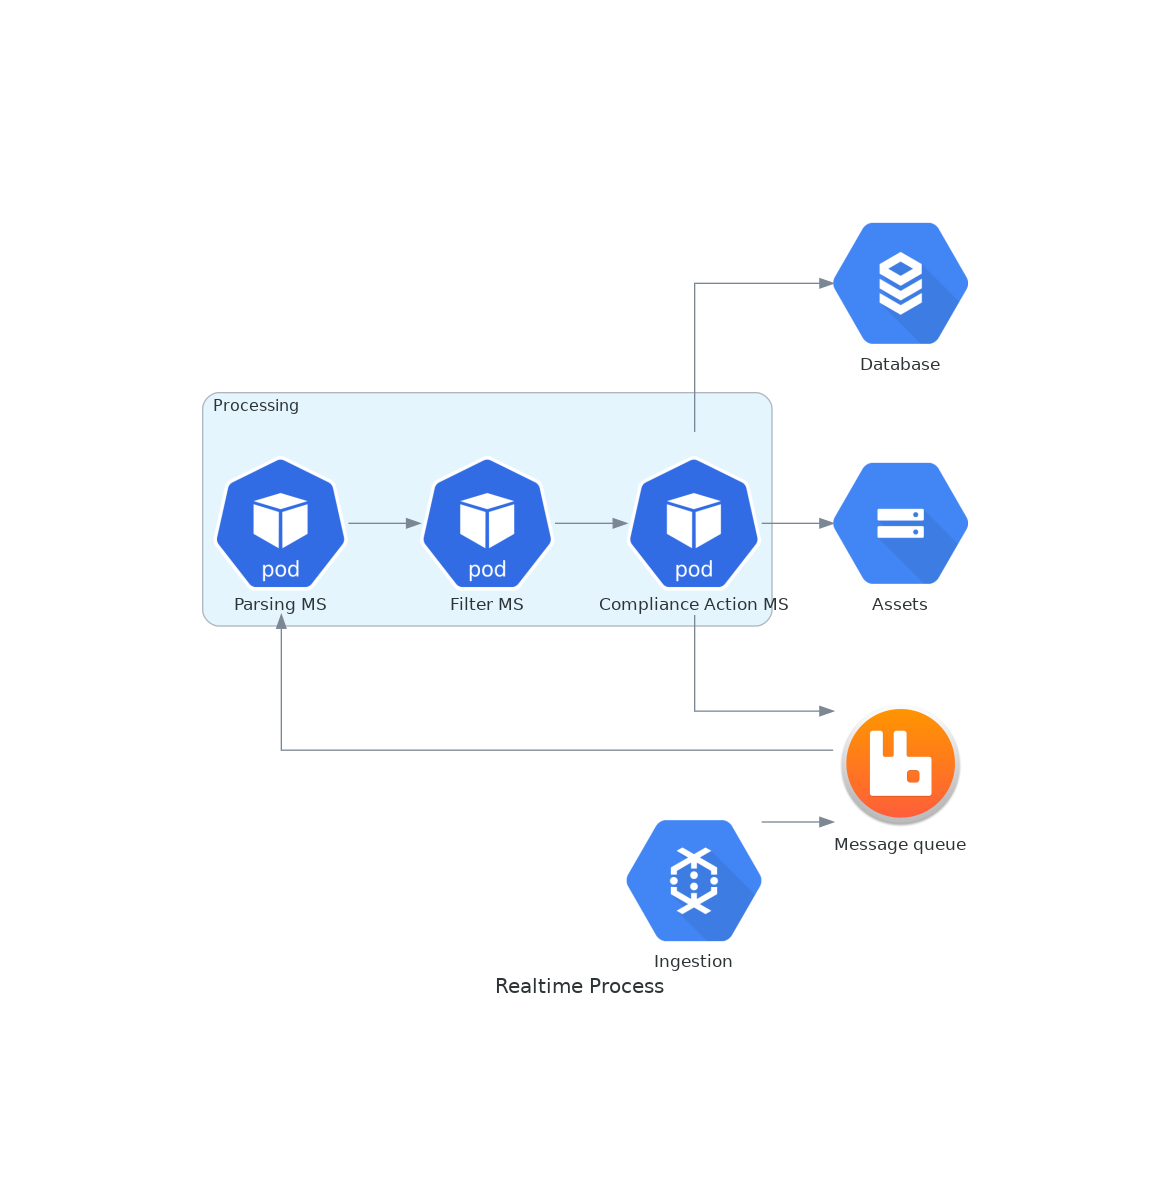 Database
Processing
pod
pod
pod
Parsing MS
Filter MS
Compliance Action MS
Assets
Message queue
Ingestion
Realtime Process